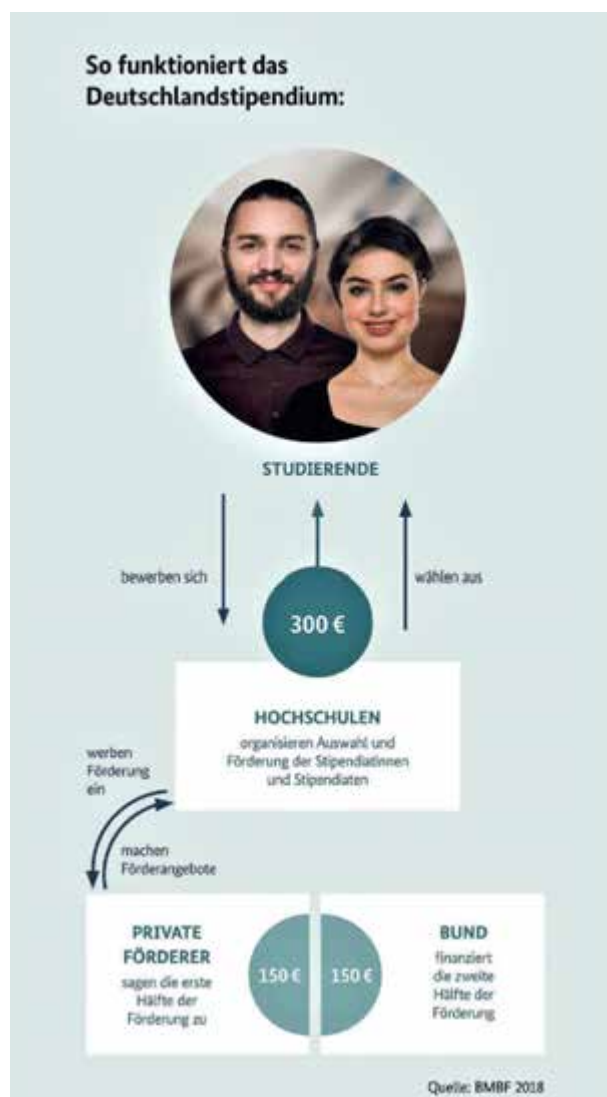 So funktioniert das
Deutschlandstipendium:
STUDIERENDE
bewerben sich
wählen aus
300 €
HOCHSCHULEN
organisieren Auswahl und
Förderung der Stipendiatinnen
und Stipendiaten
werben
Förderung
ein
machen
Förderangebote
PRIVATE
FÖRDERER
sagen die erste
Hälfte der
Förderung zu
150 €
150 €
BUND
finanziert
die zweite
Hälfte der
Förderung
Quelle: BMBF 2018